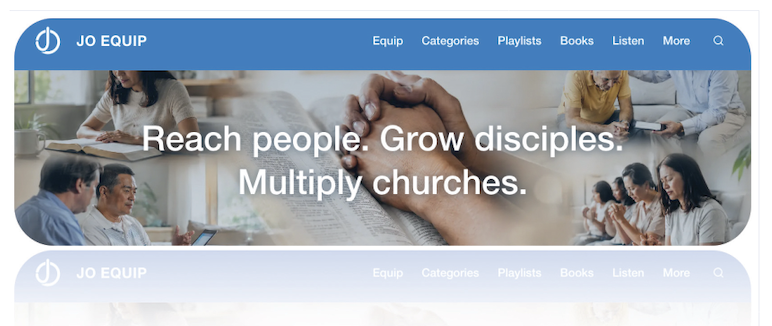 JO EQUIP Equip Categories Playlists Books Listen More
Reach people. Grow disciples.
Multiply churches.
JO EQUIP Equip Categories Playlists Books Listen More